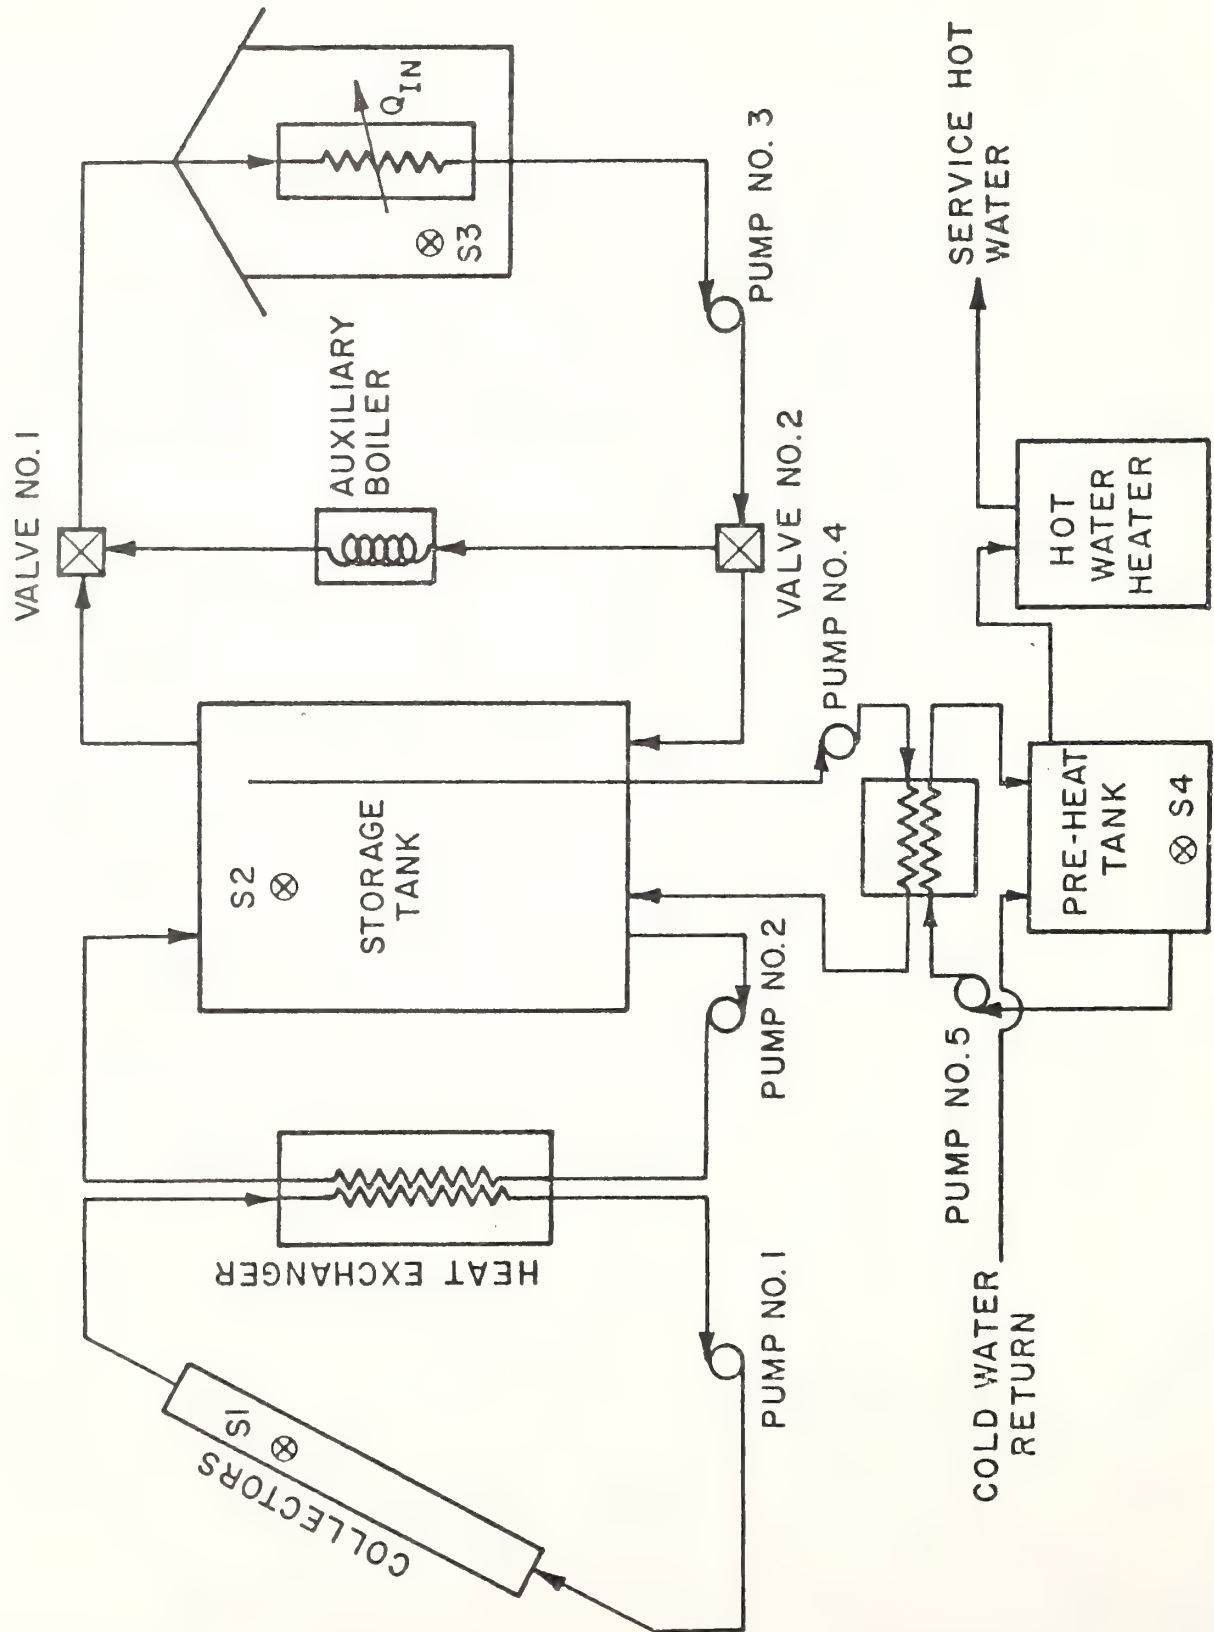 COLLECTORS
S1
HEAT EXCHANGER
PUMP NO. 1
PUMP NO. 2
S2
STORAGE
TANK
VALVE NO. 1
AUXILIARY
BOILER
VALVE NO. 2
Q IN
S3
PUMP NO. 3
PUMP NO. 4
PUMP NO. 5
COLD WATER
RETURN
PRE-HEAT
TANK
S4
HOT
WATER
HEATER
SERVICE HOT
WATER